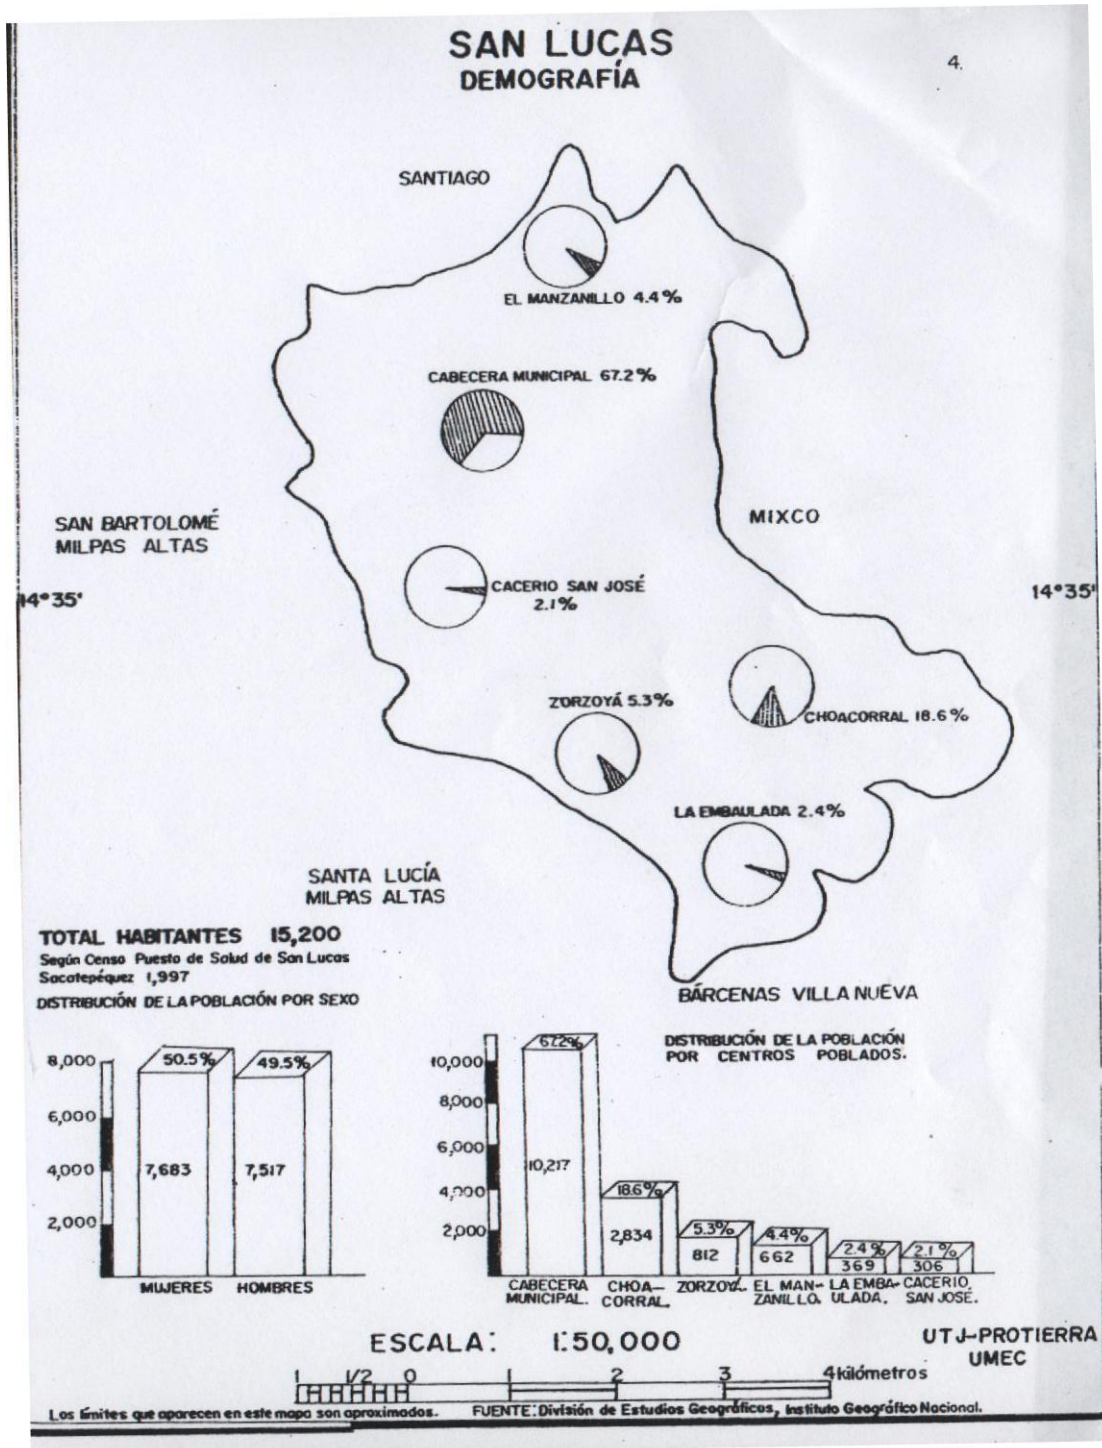 SAN LUCAS
DEMOGRAFÍA
4.
SANTIAGO
EL MANZANILLO 4.4%
CABECERA MUNICIPAL 67.2%
SAN BARTOLOMÉ
MILPAS ALTAS
MIXCO
14°35'
14°35'
CACERIO SAN JOSÉ
2.1%
ZORZOYÁ 5.3%
CHOACORRAL 18.6%
LA EMBAULADA 2.4%
SANTA LUCÍA
MILPAS ALTAS
BÁRCENAS VILLA NUEVA
TOTAL HABITANTES 15,200
Según Censo Puesto de Salud de San Lucas
Sacatepéquez 1,997
DISTRIBUCIÓN DE LA POBLACIÓN POR SEXO
8,000
6,000
4,000
2,000
50.5%
49.5%
7,683
7,517
MUJERES
HOMBRES
DISTRIBUCIÓN DE LA POBLACIÓN
POR CENTROS POBLADOS.
10,000
8,000
6,000
4,000
2,000
67.2%
18.6%
5.3%
4.4%
2.4%
2.1%
10,217
2,834
812
662
369
306
CABECERA
MUNICIPAL.
CHOA-
CORRAL.
ZORZOYÁ.
EL MAN-
ZANILLO.
LA EMBA-
ULADA.
CACERIO
SAN JOSÉ.
ESCALA: 1:50,000
UTJ-PROTIERRA
UMEC
1 1/2 0 1 2 3 4 kilómetros
Los límites que aparecen en este mapa son aproximados.
FUENTE: División de Estudios Geográficos, Instituto Geográfico Nacional.